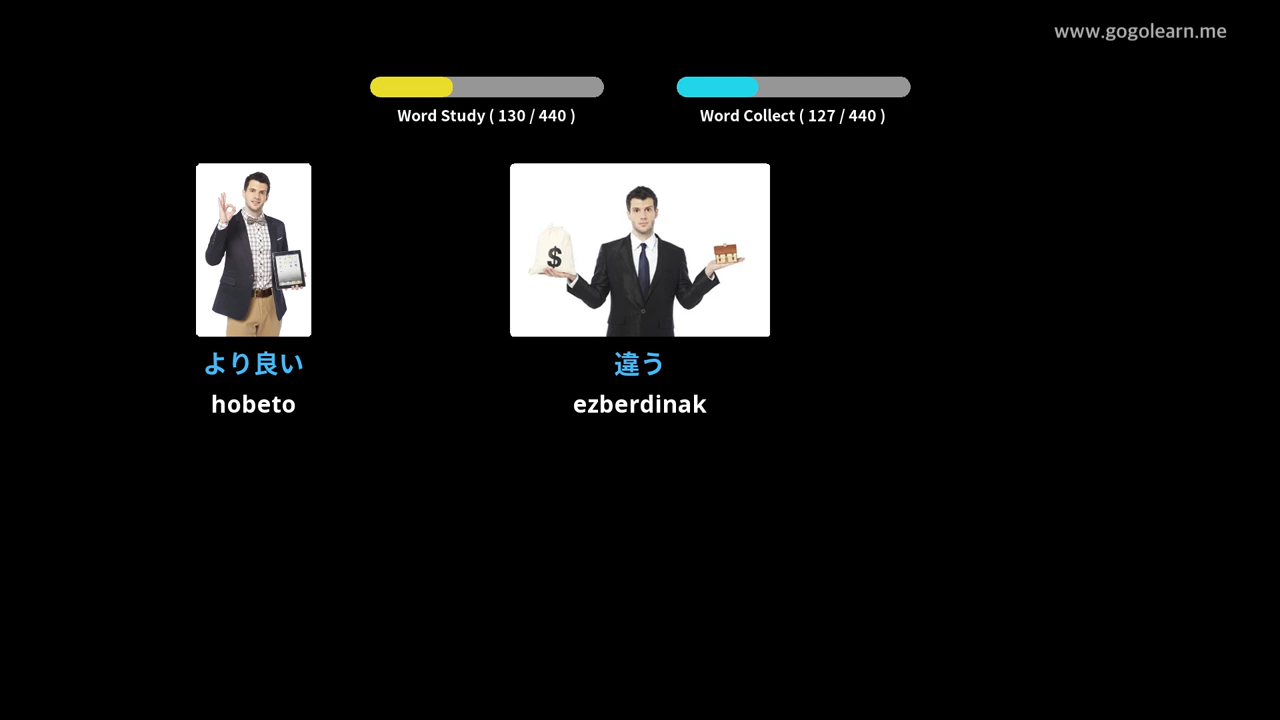 www.gogolearn.me
Word Study ( 130 / 440 )
Word Collect ( 127 / 440 )
より良い
違う
hobeto
ezberdinak
$